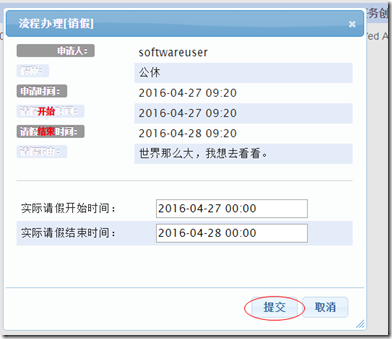 流程办理[销假]
务创
申请人： softwareuser
公休
申请时间： 2016-04-27 09:20
请假开始时间： 2016-04-27 09:20
请假结束时间： 2016-04-28 09:20
世界那么大，我想去看看。
实际请假开始时间： 2016-04-27 00:00
实际请假结束时间： 2016-04-28 00:00
提交 取消